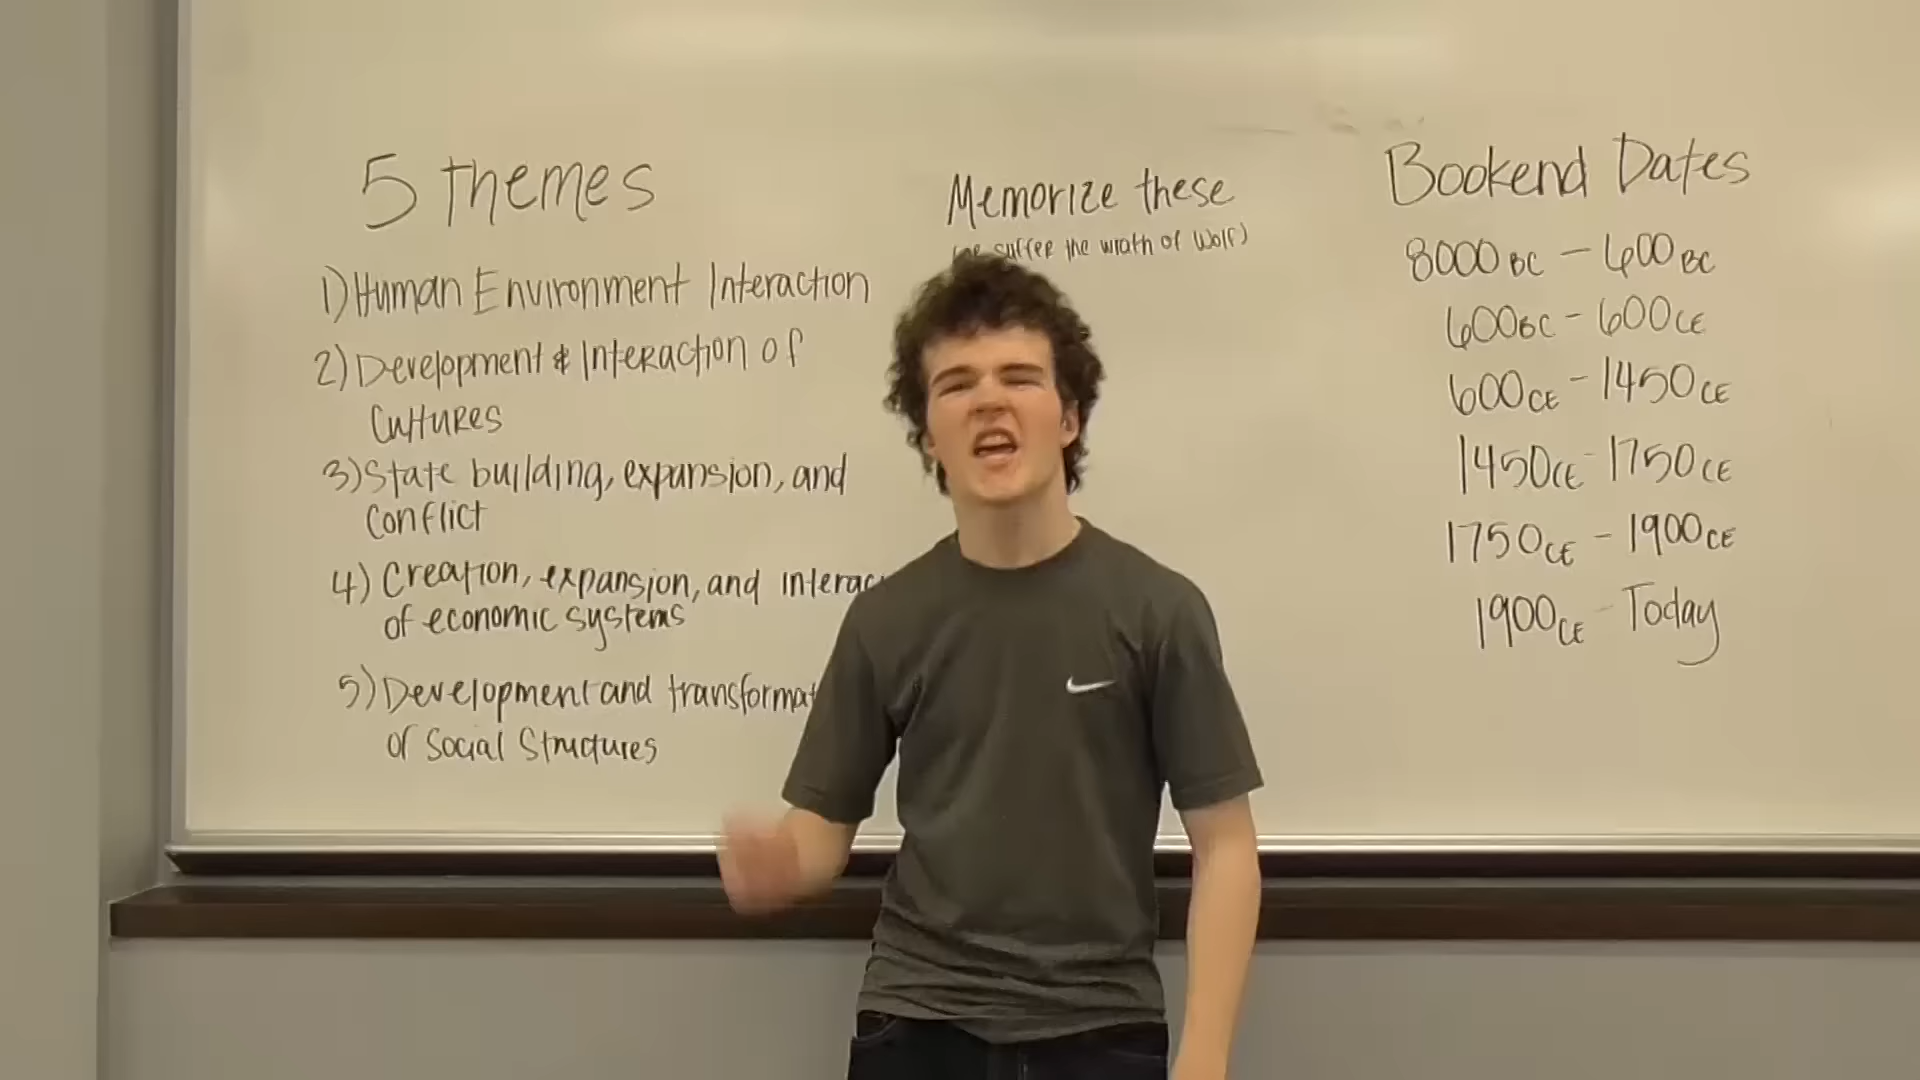 5 themes
1) Human Environment Interaction
2) Development & Interaction of
Cultures
3) State building, expansion, and
Conflict
4) Creation, expansion, and interac
of economic systems
5) Development and transformat
of Social Structures
Memorize these
suffer the wrath of Wolf)
Bookend Dates
8000 BC - 600 BC
600 BC - 600 CE
600 CE - 1450 CE
1450 CE - 1750 CE
1750 CE - 1900 CE
1900 CE - Today